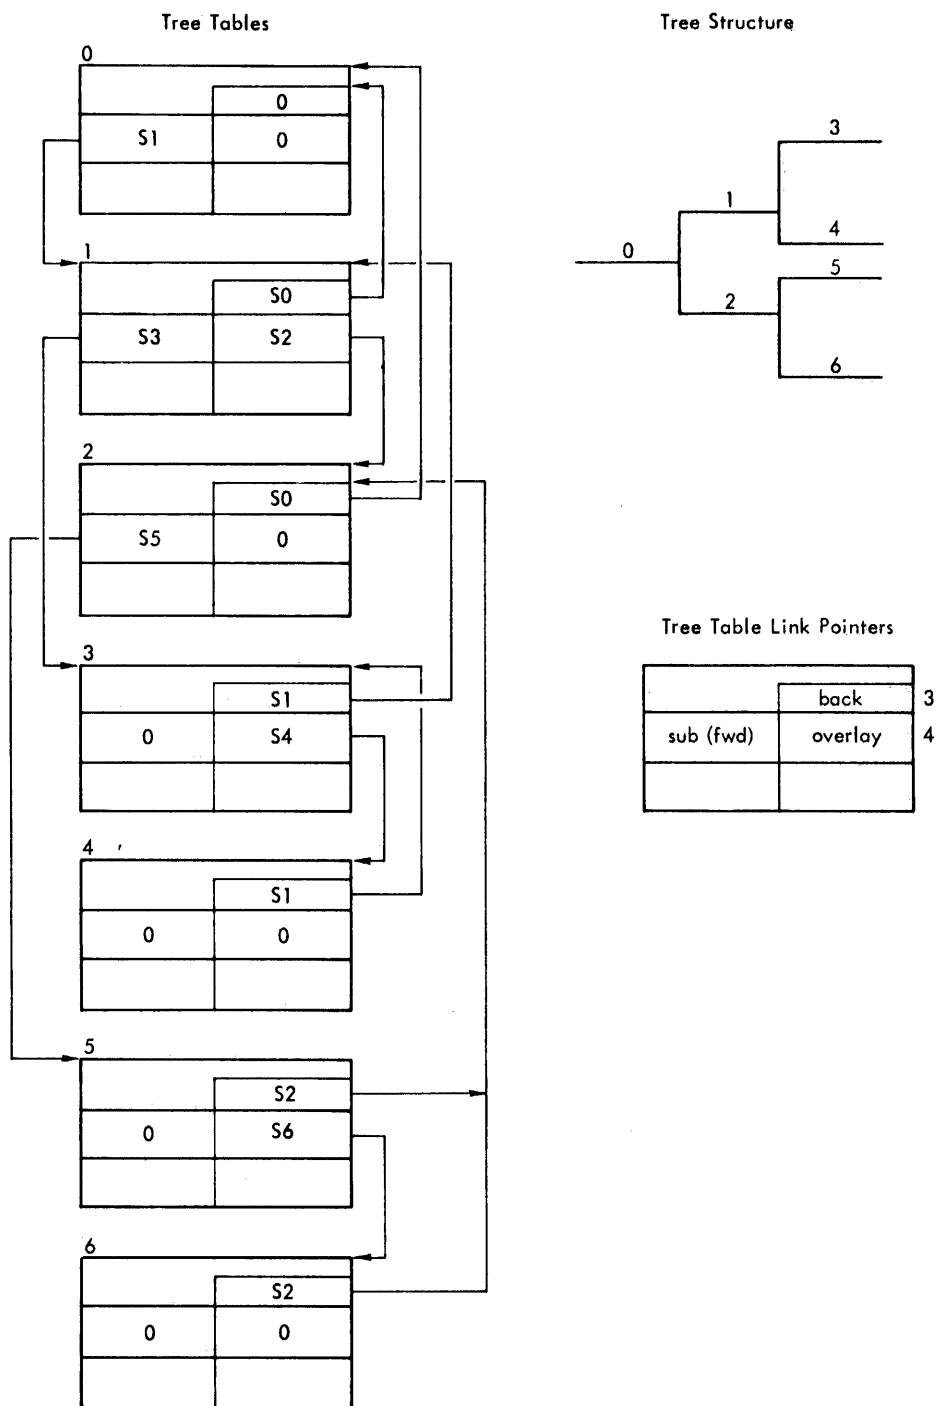 Tree Tables
Tree Structure
0
0
S1 0
1
S0
S3 S2
2
S0
S5 0
3
S1
0 S4
4
S1
0 0
5
S2
0 S6
6
S2
0 0
3
1
4
0
5
2
6
Tree Table Link Pointers
back 3
sub (fwd) overlay 4